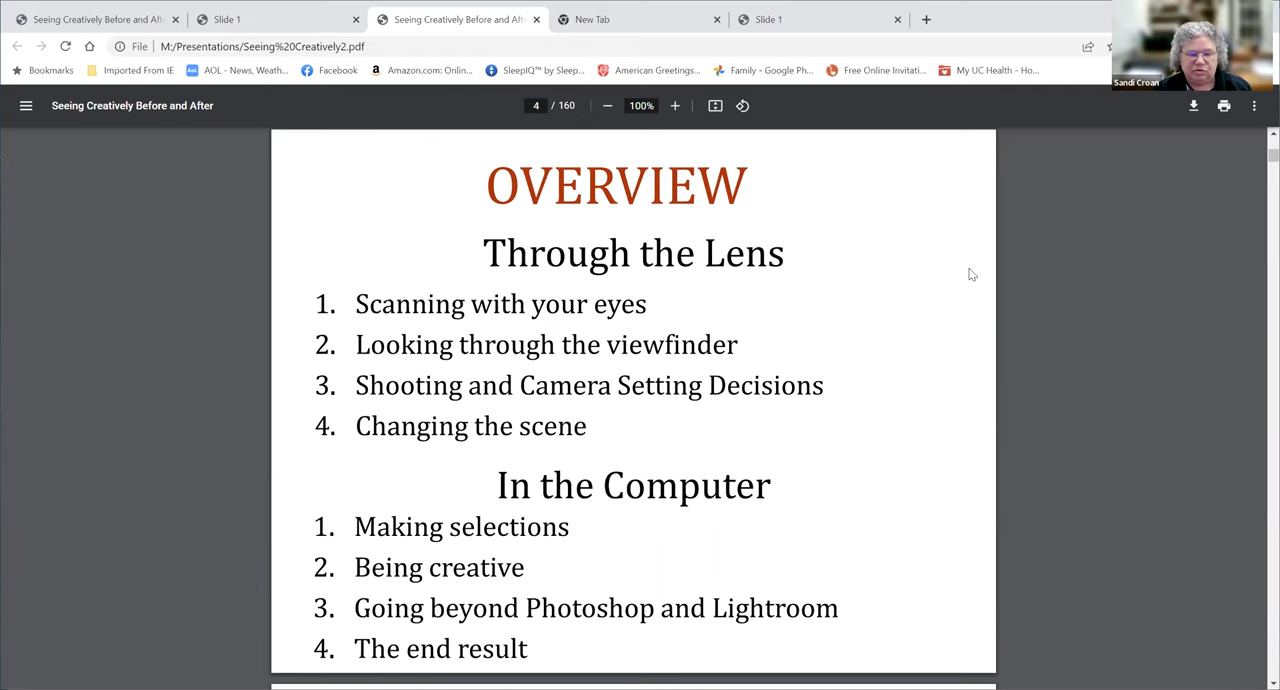 Seeing Creatively Before and Aft
Slide 1
Seeing Creatively Before and Aft
New Tab
Slide 1
File
M:/Presentations/Seeing%20Creatively2.pdf
Bookmarks
Imported From IE
AOL - News, Weath...
Facebook
Amazon.com: Onlin...
SleepIQ™ by Sleep...
American Greetings...
Family - Google Ph...
Free Online Invitati...
My UC Health - Ho...
Sandi Croan
Seeing Creatively Before and After
4 / 160
100%
OVERVIEW
Through the Lens
1. Scanning with your eyes
2. Looking through the viewfinder
3. Shooting and Camera Setting Decisions
4. Changing the scene
In the Computer
1. Making selections
2. Being creative
3. Going beyond Photoshop and Lightroom
4. The end result